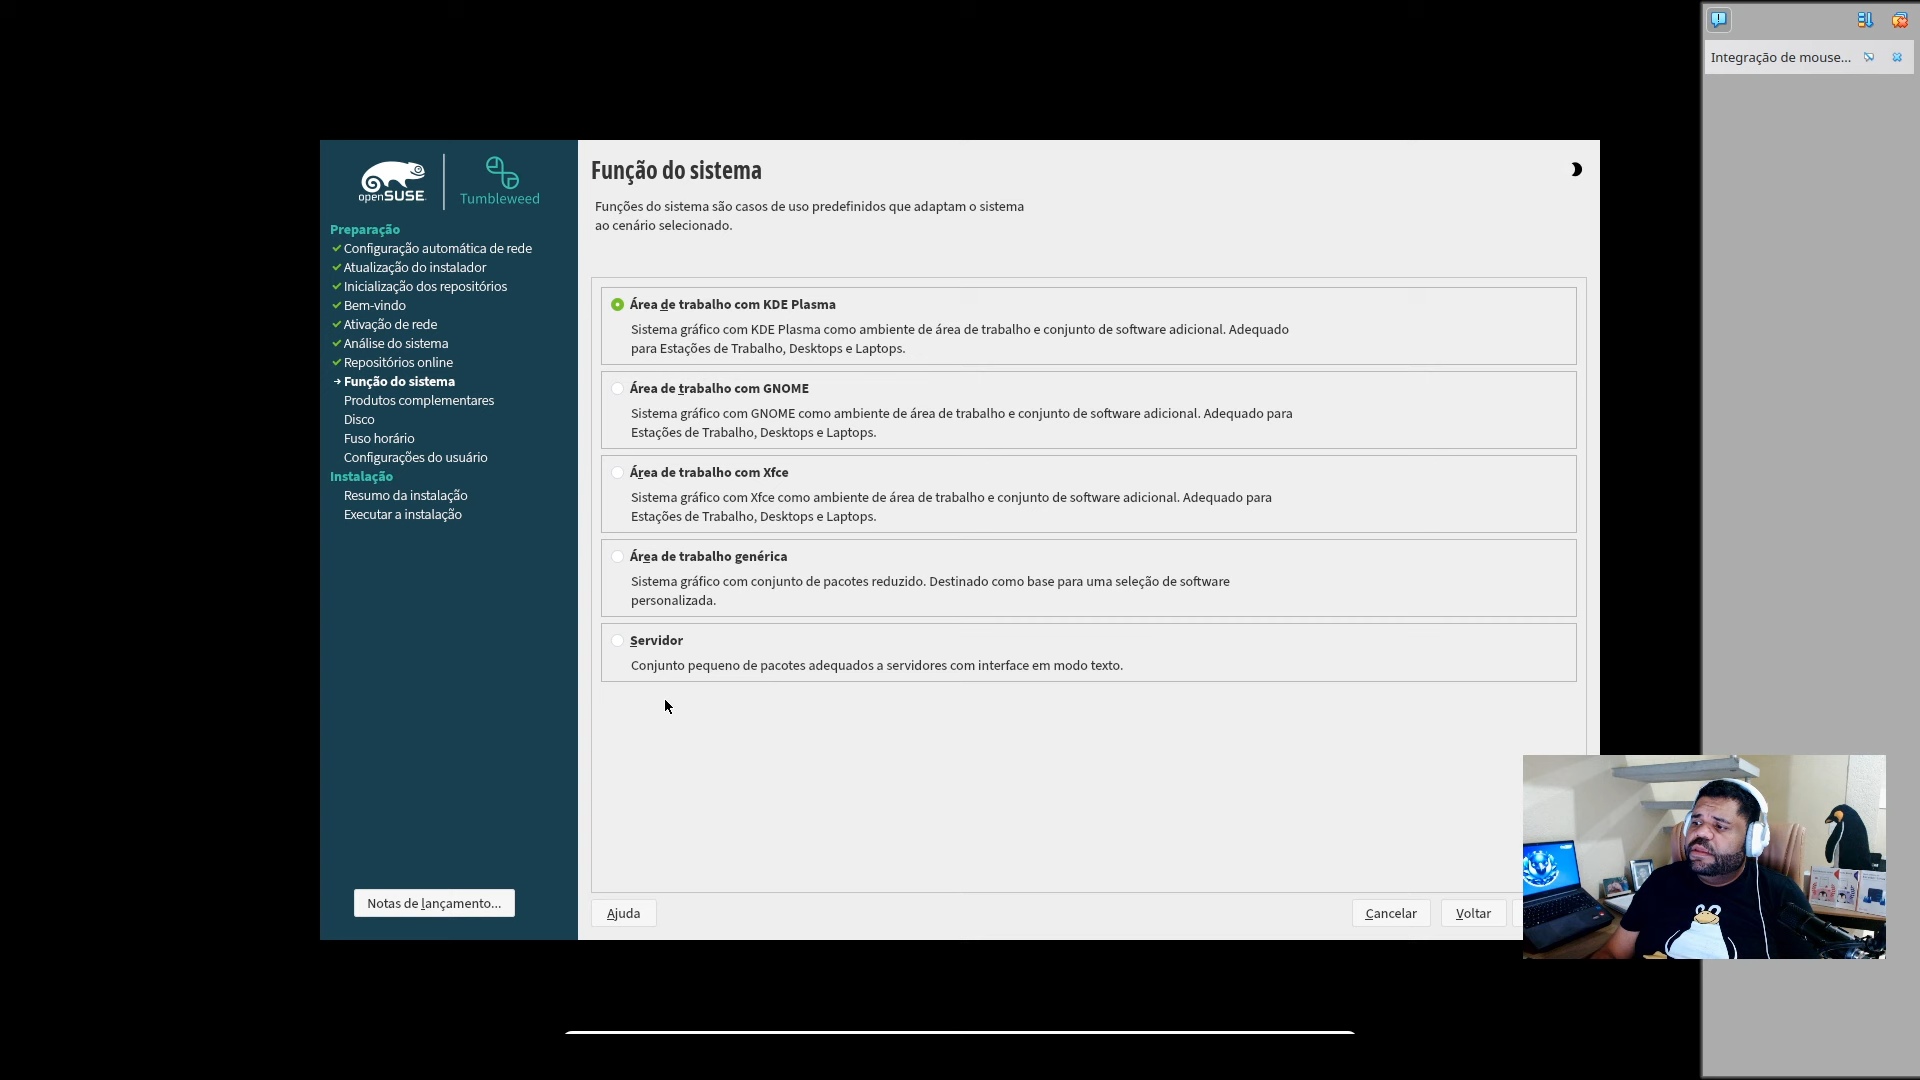 Integração de mouse...
openSUSE
Tumbleweed
Preparação
Configuração automática de rede
Atualização do instalador
Inicialização dos repositórios
Bem-vindo
Ativação de rede
Análise do sistema
Repositórios online
Função do sistema
Produtos complementares
Disco
Fuso horário
Configurações do usuário
Instalação
Resumo da instalação
Executar a instalação
Notas de lançamento...
Função do sistema
Funções do sistema são casos de uso predefinidos que adaptam o sistema
ao cenário selecionado.
Área de trabalho com KDE Plasma
Sistema gráfico com KDE Plasma como ambiente de área de trabalho e conjunto de software adicional. Adequado
para Estações de Trabalho, Desktops e Laptops.
Área de trabalho com GNOME
Sistema gráfico com GNOME como ambiente de área de trabalho e conjunto de software adicional. Adequado para
Estações de Trabalho, Desktops e Laptops.
Área de trabalho com Xfce
Sistema gráfico com Xfce como ambiente de área de trabalho e conjunto de software adicional. Adequado para
Estações de Trabalho, Desktops e Laptops.
Área de trabalho genérica
Sistema gráfico com conjunto de pacotes reduzido. Destinado como base para uma seleção de software
personalizada.
Servidor
Conjunto pequeno de pacotes adequados a servidores com interface em modo texto.
Ajuda
Cancelar
Voltar